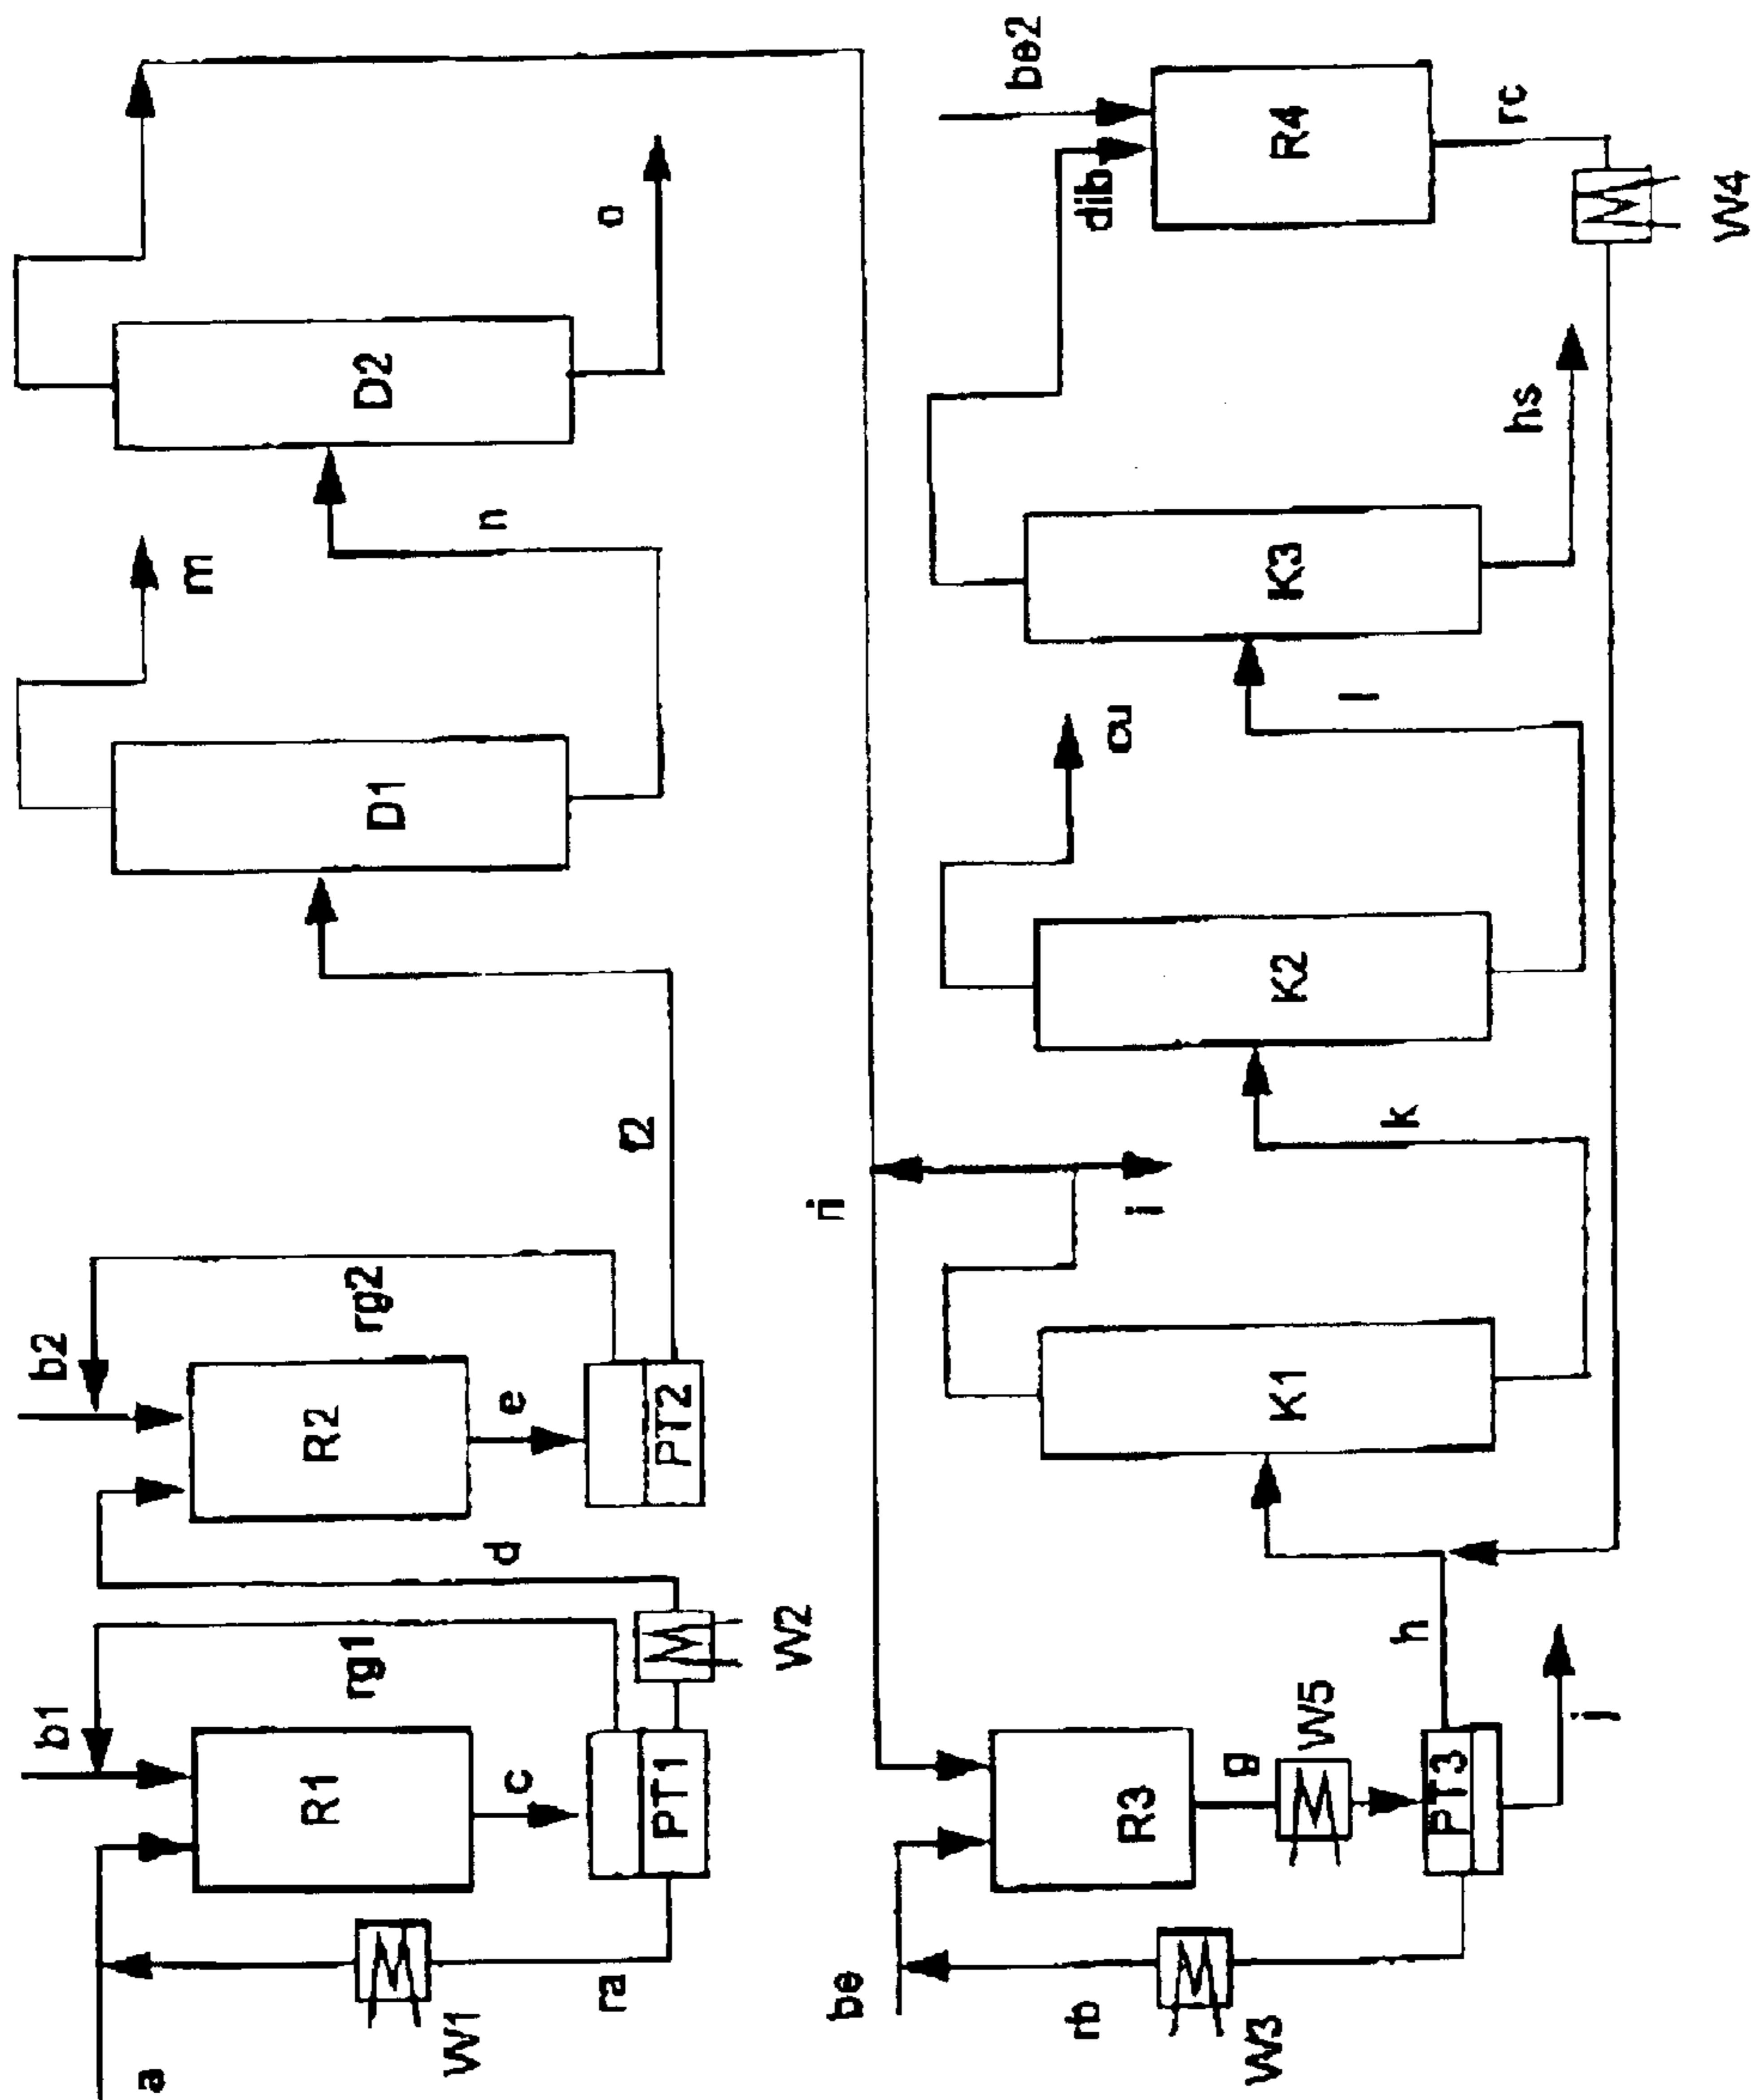 a
W1
ra
b1
R1
c
rg1
PT1
W2
d
b2
R2
e
rg2
PT2
f2
D1
m
n
D2
o
be
rb
W3
R3
g
W5
PT3
h
j
ri
i
K1
k
K2
cu
l
K3
hs
dib
be2
R4
rc
W4